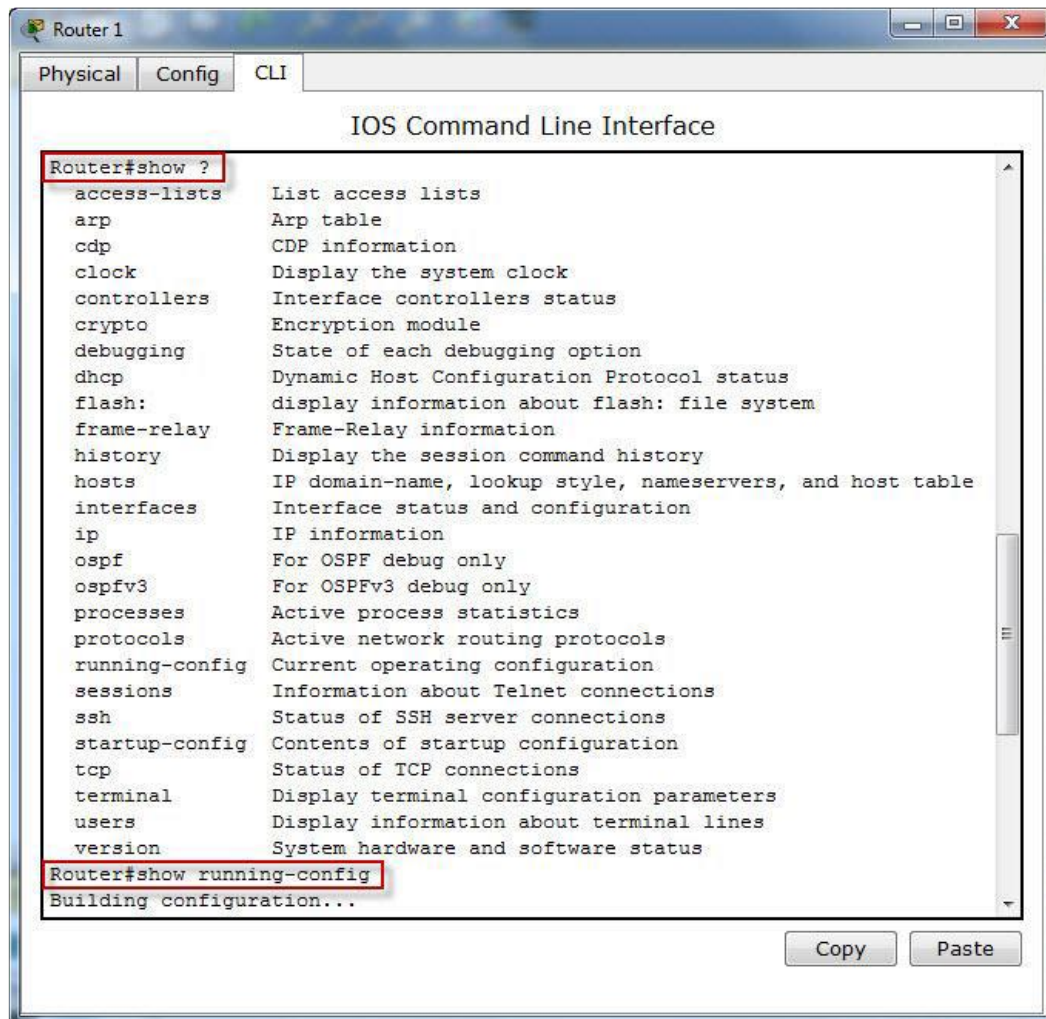 Router 1
Physical Config CLI
IOS Command Line Interface
Router#show ?
access-lists List access lists
arp Arp table
cdp CDP information
clock Display the system clock
controllers Interface controllers status
crypto Encryption module
debugging State of each debugging option
dhcp Dynamic Host Configuration Protocol status
flash: display information about flash: file system
frame-relay Frame-Relay information
history Display the session command history
hosts IP domain-name, lookup style, nameservers, and host table
interfaces Interface status and configuration
ip IP information
ospf For OSPF debug only
ospfv3 For OSPFv3 debug only
processes Active process statistics
protocols Active network routing protocols
running-config Current operating configuration
sessions Information about Telnet connections
ssh Status of SSH server connections
startup-config Contents of startup configuration
tcp Status of TCP connections
terminal Display terminal configuration parameters
users Display information about terminal lines
version System hardware and software status
Router#show running-config
Building configuration...
Copy Paste